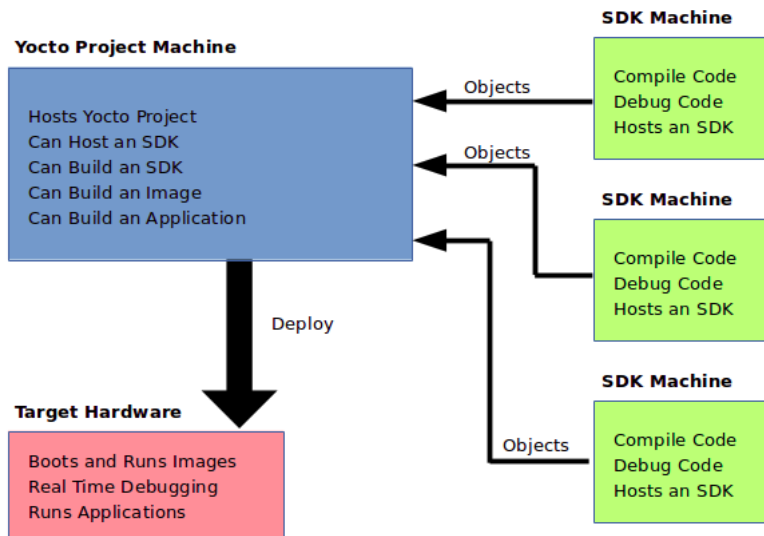 Yocto Project Machine
Hosts Yocto Project
Can Host an SDK
Can Build an SDK
Can Build an Image
Can Build an Application
Objects
Objects
Objects
SDK Machine
Compile Code
Debug Code
Hosts an SDK
SDK Machine
Compile Code
Debug Code
Hosts an SDK
SDK Machine
Compile Code
Debug Code
Hosts an SDK
Deploy
Target Hardware
Boots and Runs Images
Real Time Debugging
Runs Applications